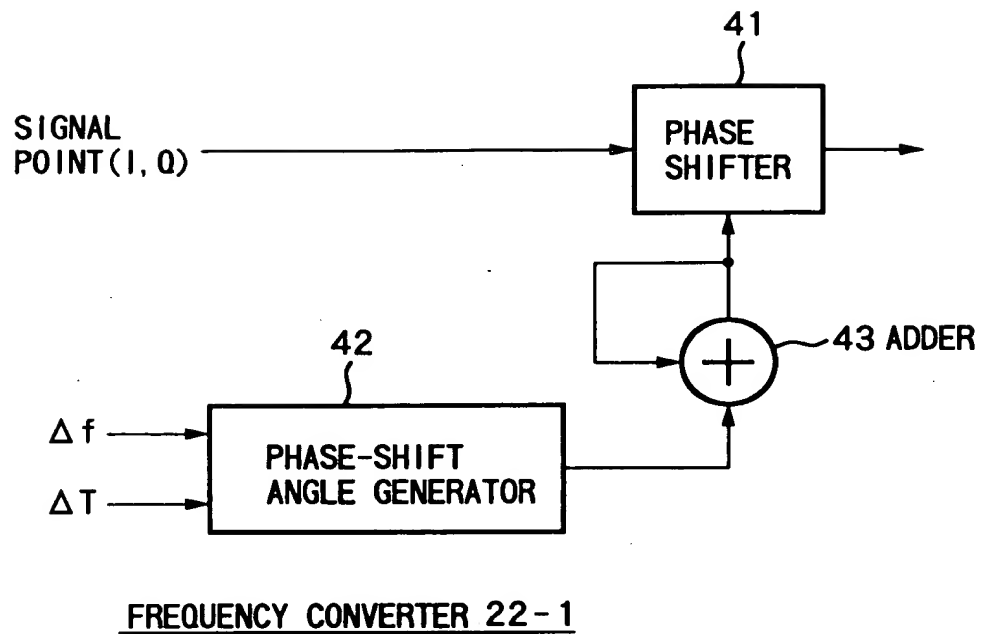 41
SIGNAL
POINT(I,Q)
PHASE
SHIFTER
42
43 ADDER
Δf
ΔT
PHASE-SHIFT
ANGLE GENERATOR
FREQUENCY CONVERTER 22-1